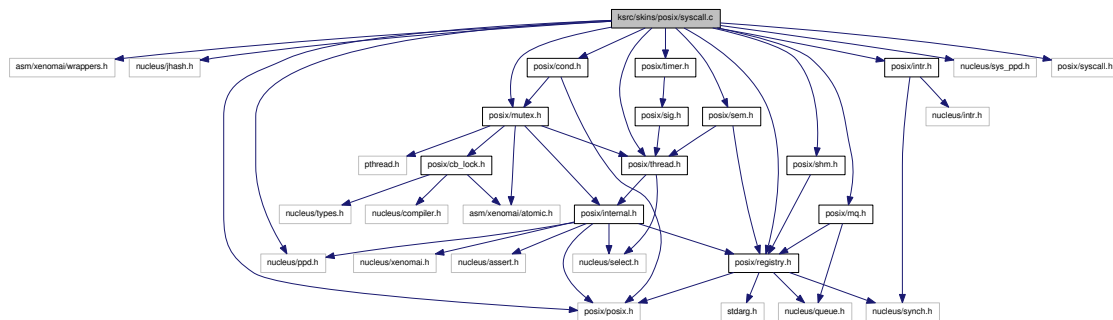 ksrc/skins/posix/syscall.c
asm/xenomai/wrappers.h
nucleus/jhash.h
posix/cond.h
posix/timer.h
posix/intr.h
nucleus/sys_ppd.h
posix/syscall.h
posix/mutex.h
posix/sig.h
posix/sem.h
nucleus/intr.h
pthread.h
posix/cb_lock.h
posix/thread.h
posix/shm.h
nucleus/types.h
nucleus/compiler.h
asm/xenomai/atomic.h
posix/internal.h
posix/mq.h
nucleus/ppd.h
nucleus/xenomai.h
nucleus/assert.h
nucleus/select.h
posix/registry.h
posix/posix.h
stdarg.h
nucleus/queue.h
nucleus/synch.h